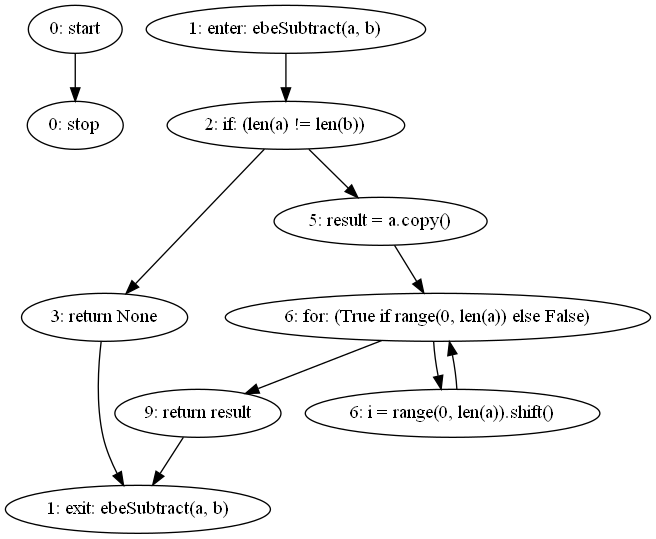 0: start
1: enter: ebeSubtract(a, b)
0: stop
2: if: (len(a) != len(b))
5: result = a.copy()
3: return None
6: for: (True if range(0, len(a)) else False)
9: return result
6: i = range(0, len(a)).shift()
1: exit: ebeSubtract(a, b)